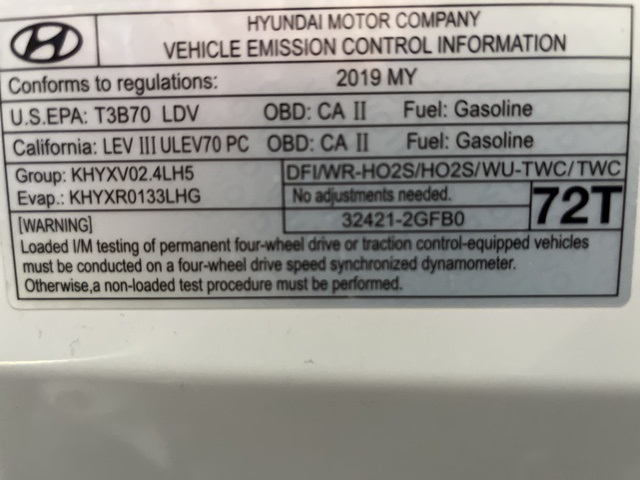 HYUNDAI MOTOR COMPANY
VEHICLE EMISSION CONTROL INFORMATION
Conforms to regulations: 2019 MY
U.S.EPA: T3B70 LDV OBD: CA II Fuel: Gasoline
California: LEV III ULEV70 PC OBD: CA II Fuel: Gasoline
Group: KHYXV02.4LH5 DFI/WR-HO2S/HO2S/WU-TWC/TWC
Evap.: KHYXR0133LHG No adjustments needed. 72T
[WARNING] 32421-2GFB0
Loaded I/M testing of permanent four-wheel drive or traction control-equipped vehicles
must be conducted on a four-wheel drive speed synchronized dynamometer.
Otherwise,a non-loaded test procedure must be performed.